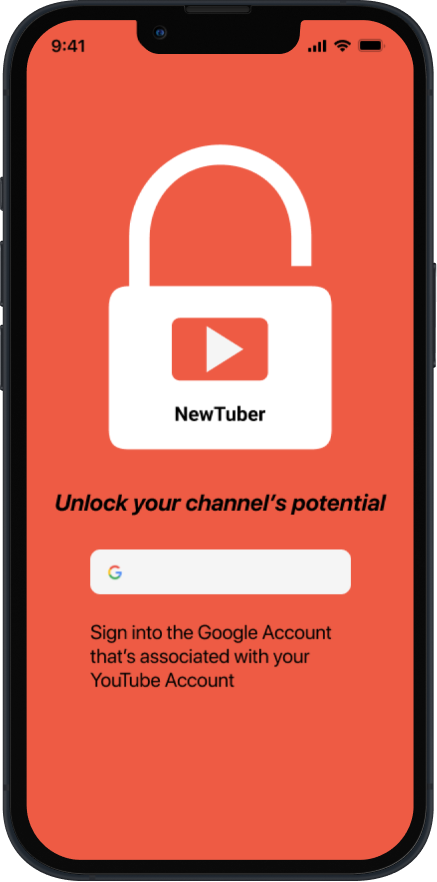 9:41
NewTuber
Unlock your channel's potential
Sign into the Google Account
that's associated with your
YouTube Account